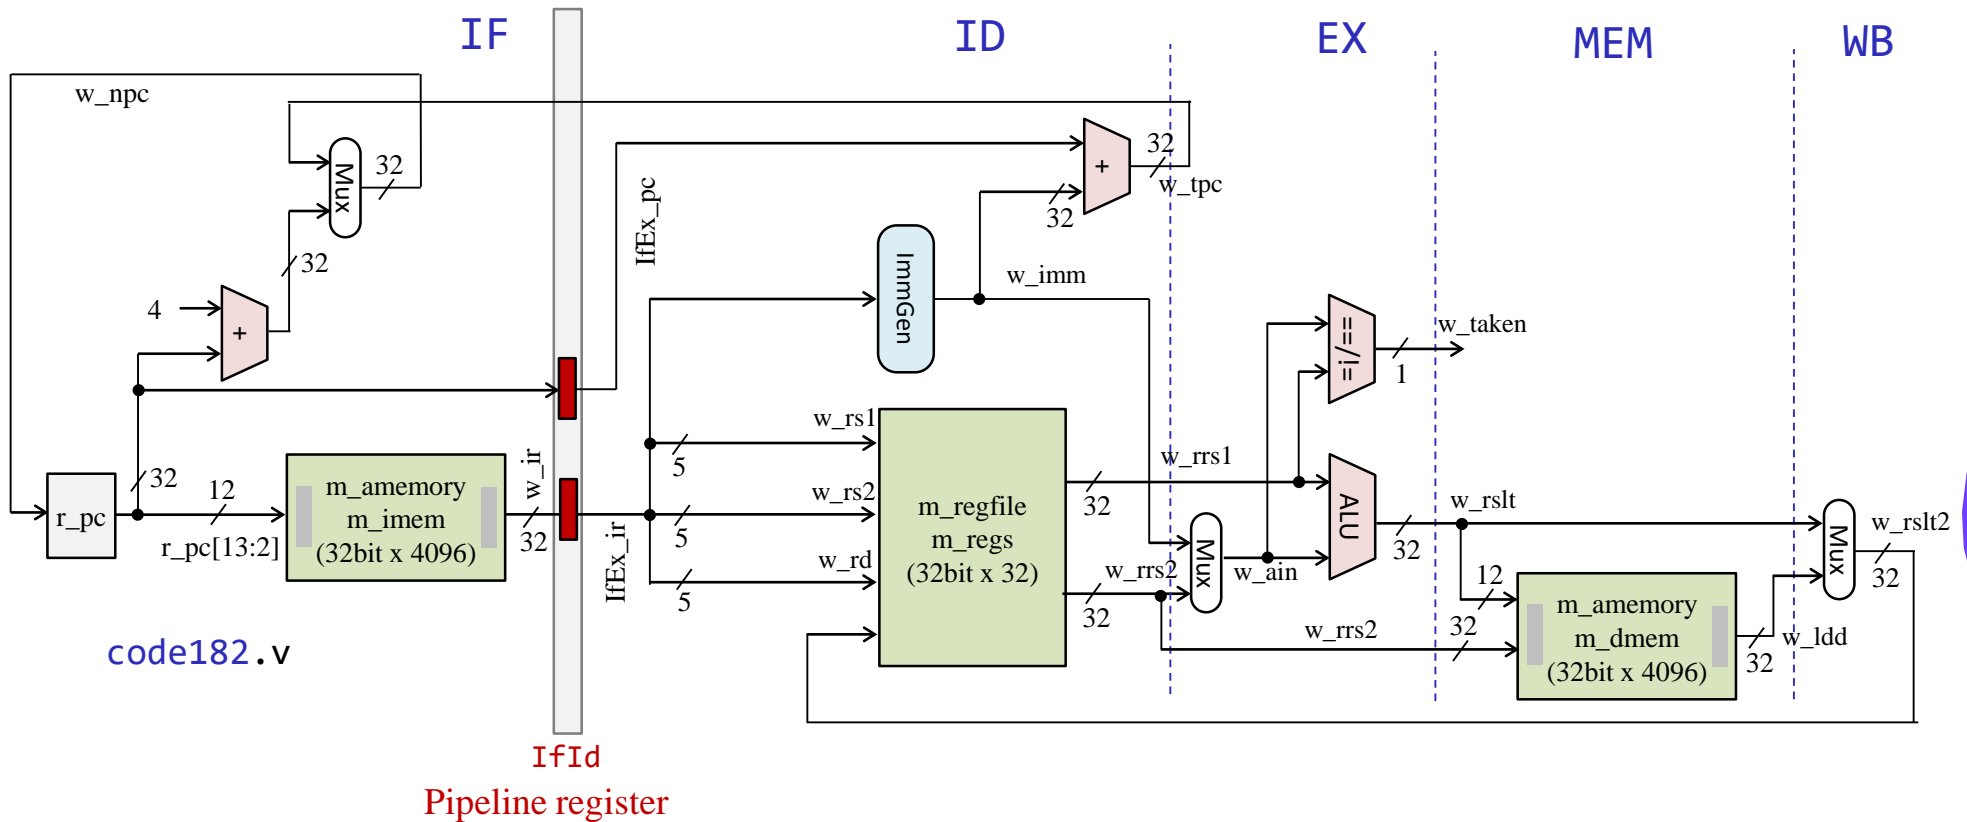 IF
ID
EX
MEM
WB
w_npc
Mux
32
32
4
+
32
12
r_pc
r_pc[13:2]
m_amemory
m_imem
(32bit x 4096)
w_ir
32
IfEx_pc
IfEx_ir
+
32
32
w_tpc
ImmGen
w_imm
w_rs1
5
w_rs2
5
w_rd
5
m_regfile
m_regs
(32bit x 32)
w_rrs1
32
w_rrs2
32
Mux
w_ain
==/!=
w_taken
1
ALU
32
w_rslt
w_rrs2
12
32
m_amemory
m_dmem
(32bit x 4096)
32
w_ldd
Mux
w_rslt2
32
code182.v
IfId
Pipeline register